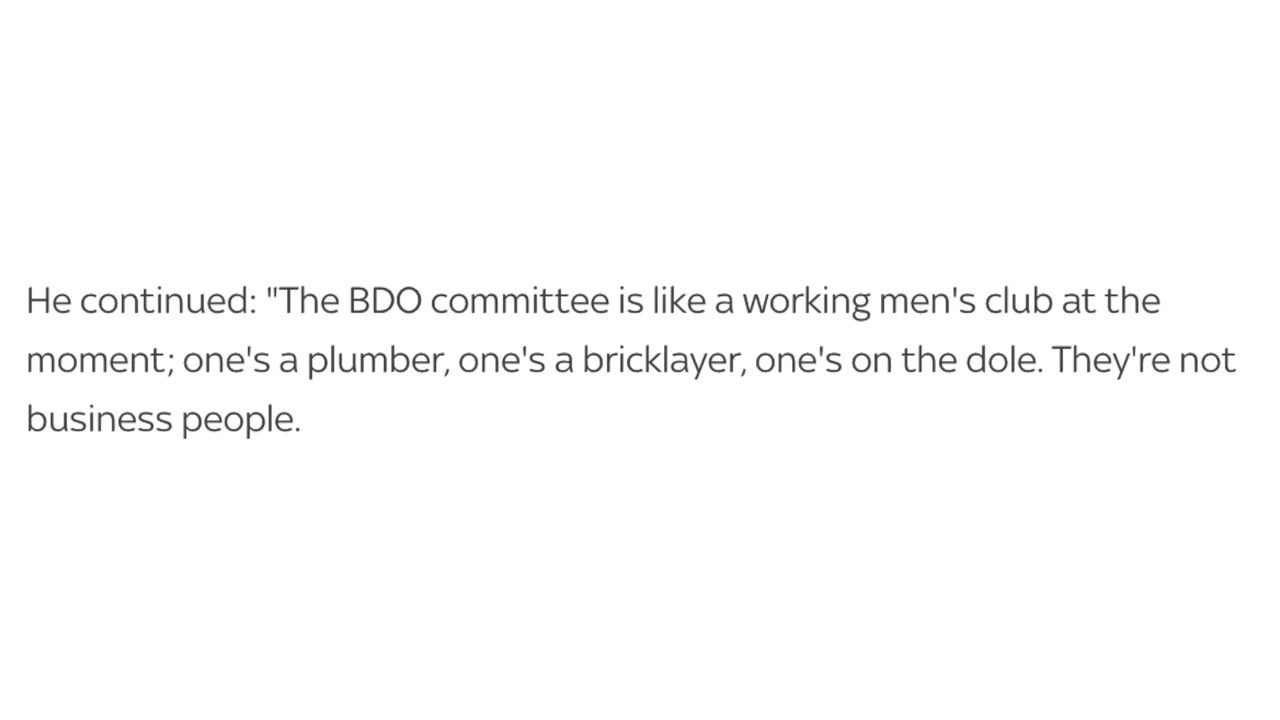 He continued: "The BDO committee is like a working men's club at the
moment; one's a plumber, one's a bricklayer, one's on the dole. They're not
business people.